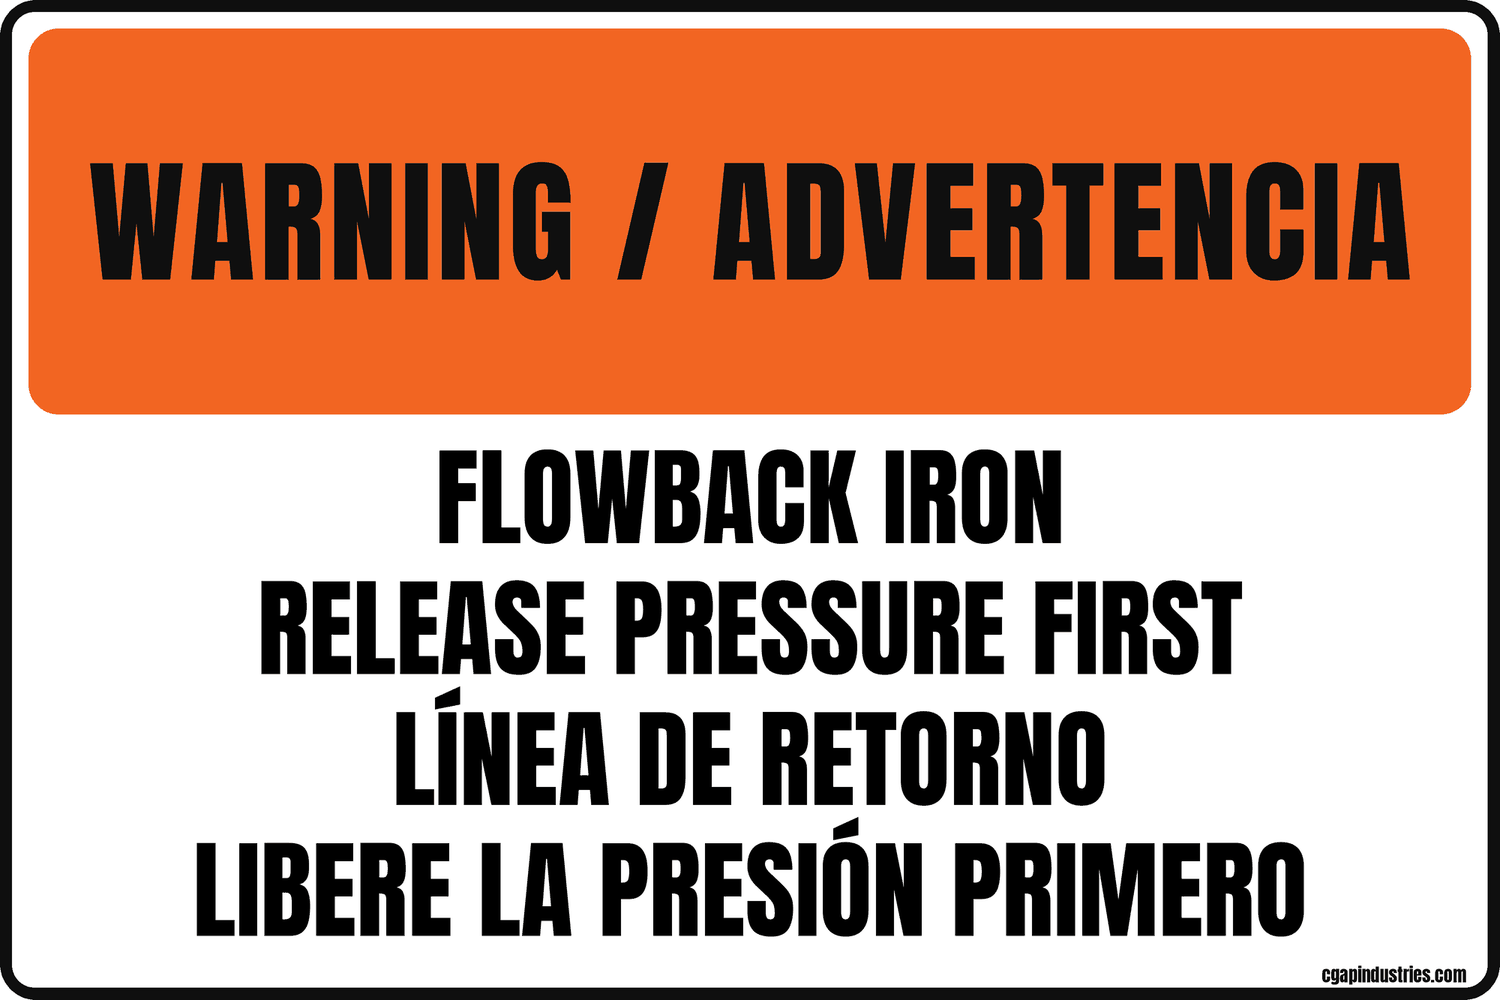 WARNING / ADVERTENCIA
FLOWBACK IRON
RELEASE PRESSURE FIRST
LÍNEA DE RETORNO
LIBERE LA PRESIÓN PRIMERO
cgapindustries.com